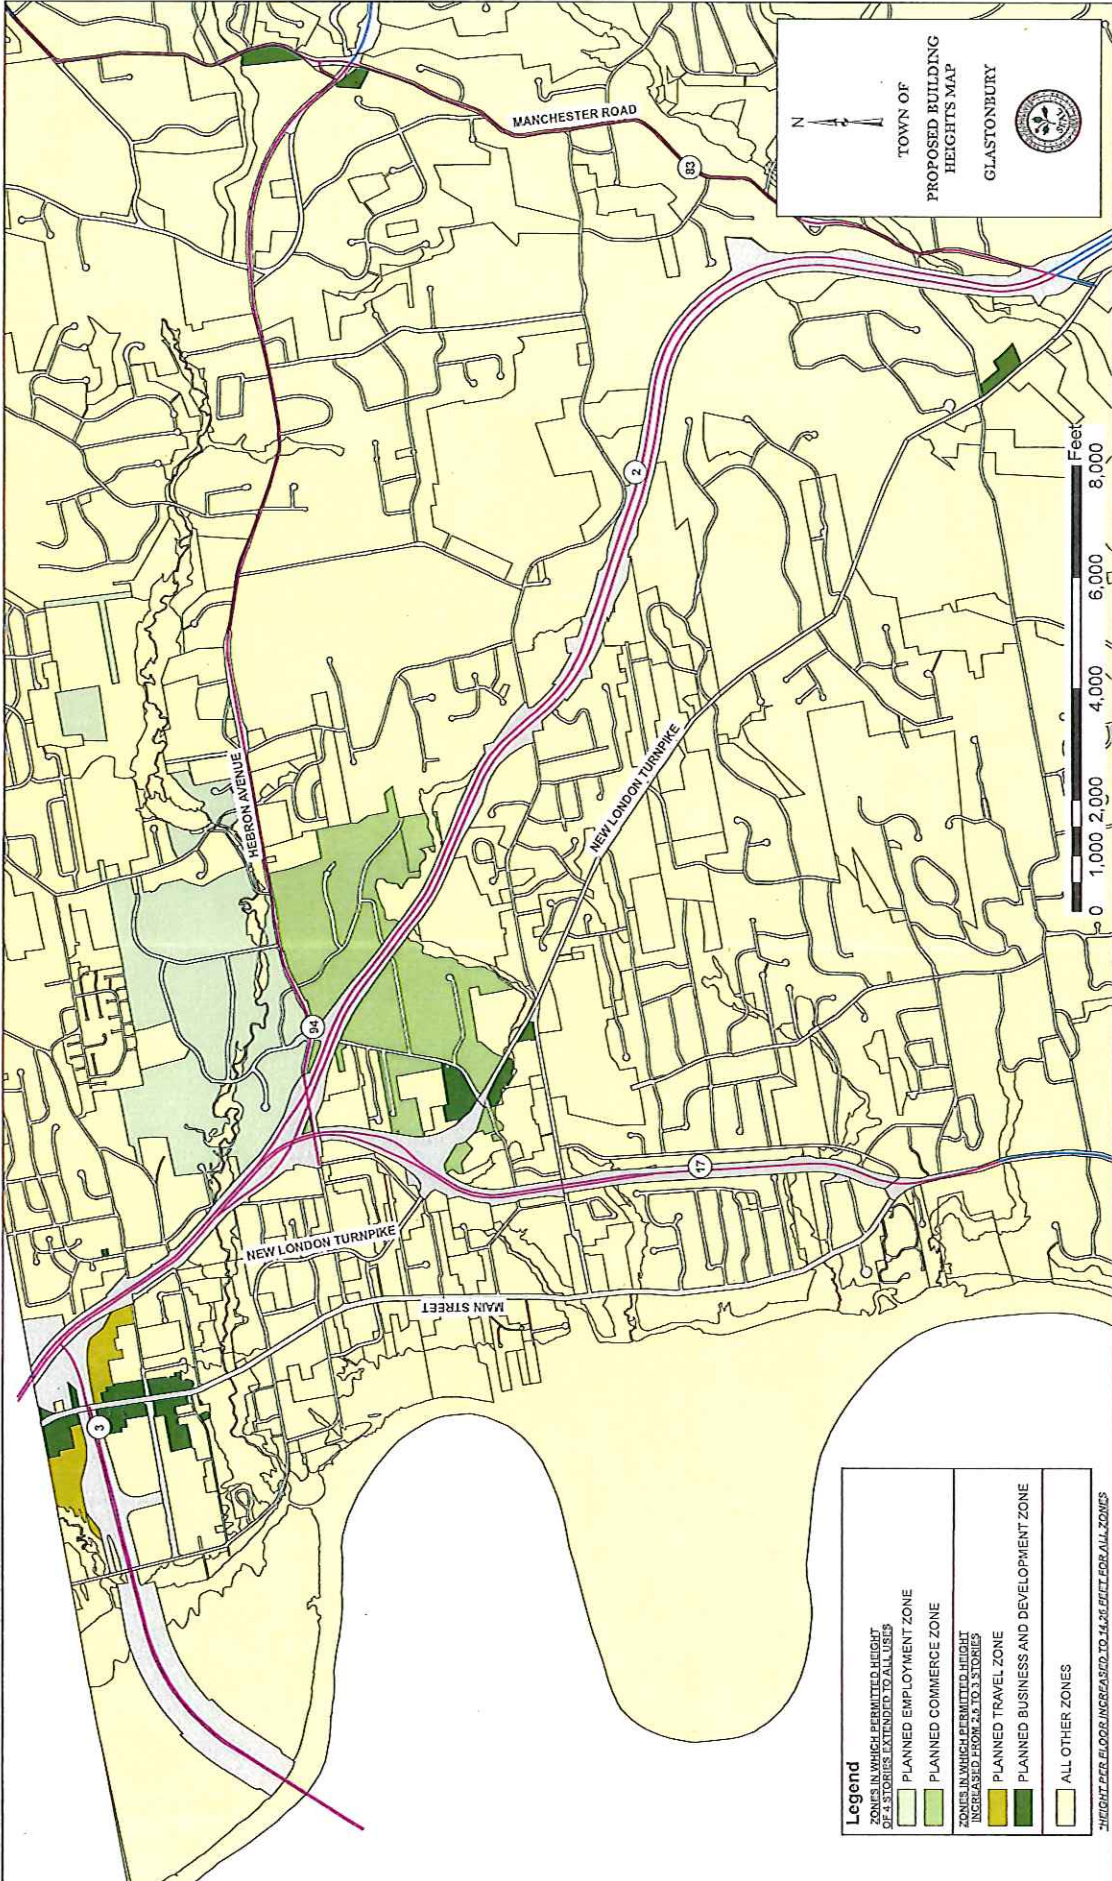 MANCHESTER ROAD
83
N
TOWN OF
PROPOSED BUILDING
HEIGHTS MAP
GLASTONBURY
HEBRON AVENUE
2
94
NEW LONDON TURNPIKE
NEW LONDON TURNPIKE
MAIN STREET
17
3
Feet
0 1,000 2,000 4,000 6,000 8,000
Legend
ZONES IN WHICH PERMITTED HEIGHT
OF 4 STORIES EXTENDED TO ALL USES
PLANNED EMPLOYMENT ZONE
PLANNED COMMERCE ZONE
ZONES IN WHICH PERMITTED HEIGHT
INCREASED FROM 2.5 TO 3 STORIES
PLANNED TRAVEL ZONE
PLANNED BUSINESS AND DEVELOPMENT ZONE
ALL OTHER ZONES
*HEIGHT PER FLOOR INCREASED TO 14.25 FEET FOR ALL ZONES